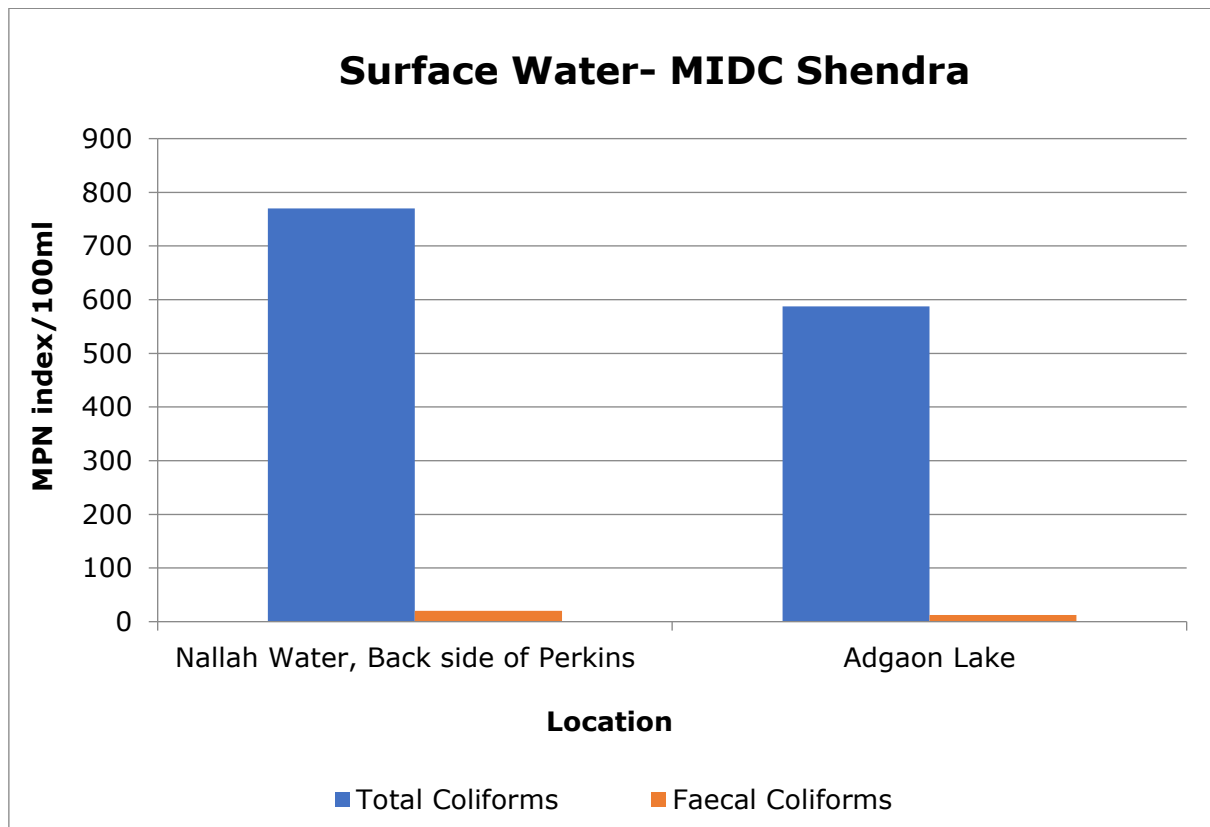 Surface Water- MIDC Shendra
MPN index/100ml
900
800
700
600
500
400
300
200
100
0
Nallah Water, Back side of Perkins
Adgaon Lake
Location
Total Coliforms
Faecal Coliforms